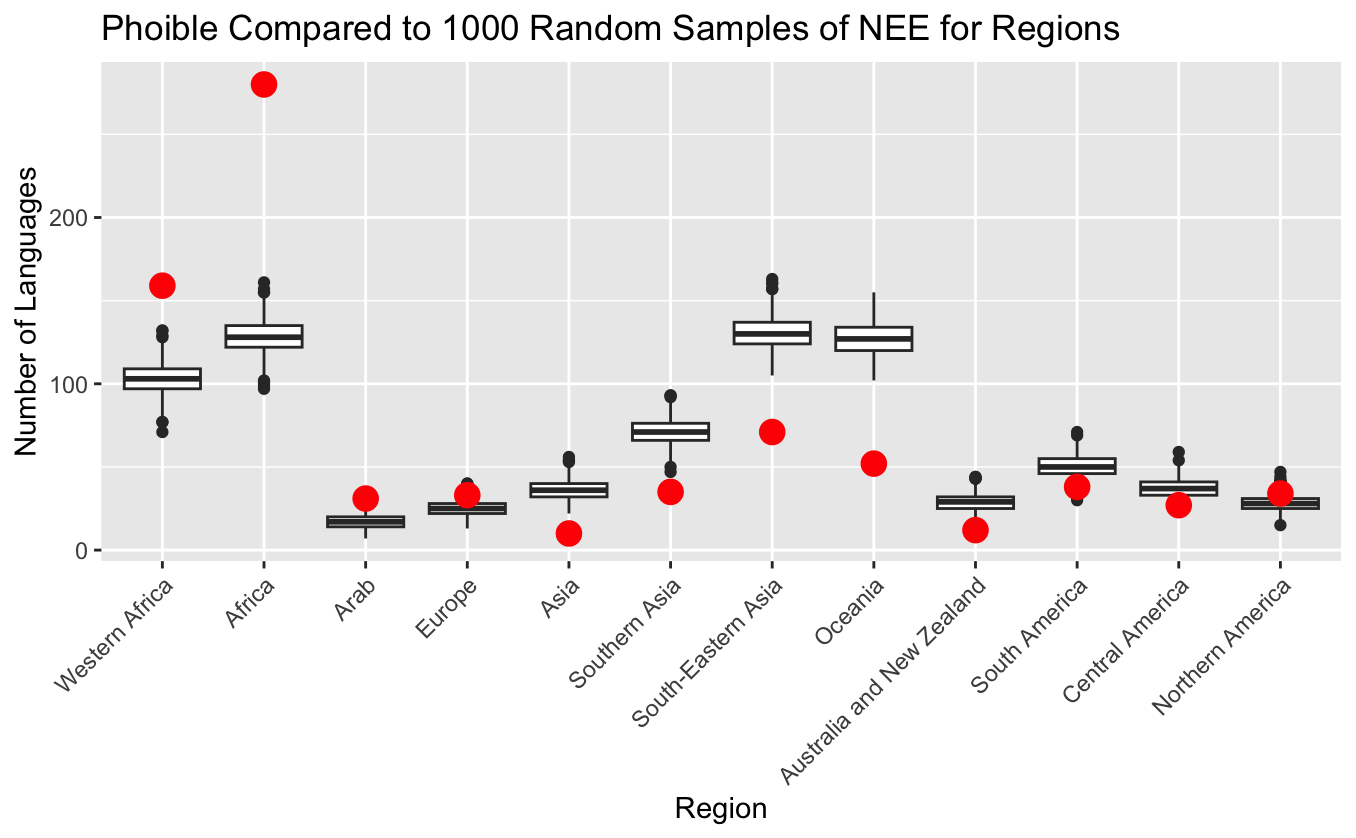 Phoible Compared to 1000 Random Samples of NEE for Regions
Number of Languages
200
100
0
Western Africa
Africa
Arab
Europe
Asia
Southern Asia
South-Eastern Asia
Oceania
Australia and New Zealand
South America
Central America
Northern America
Region